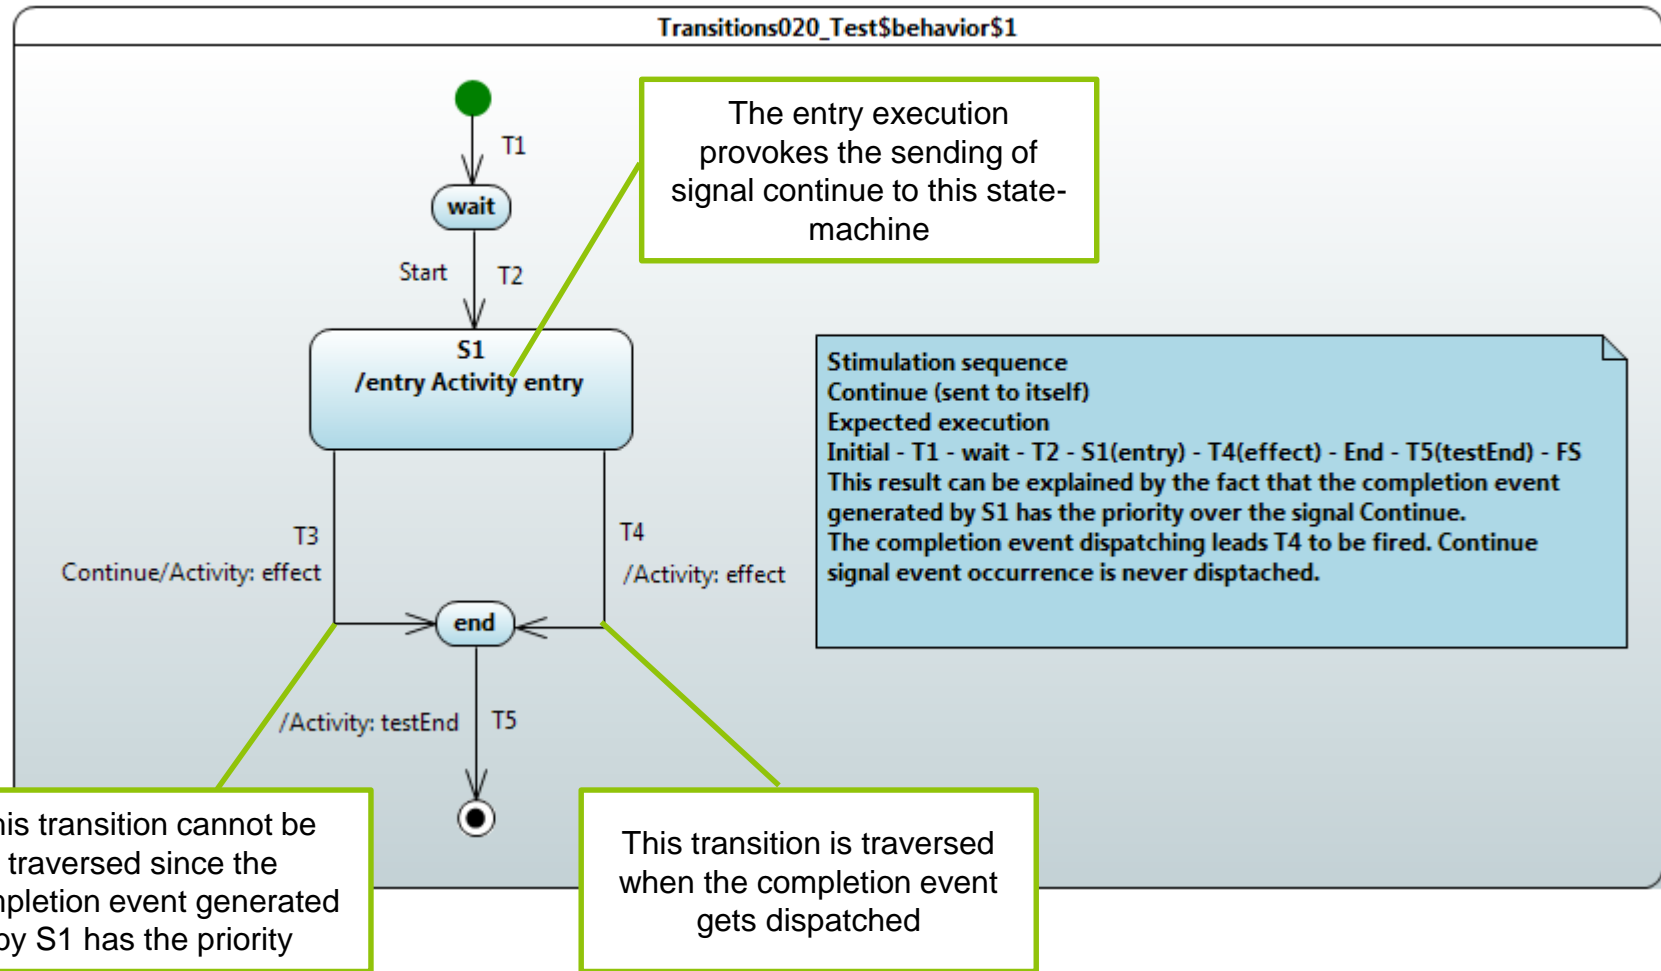 Transitions020_Test$behavior$1
The entry execution
provokes the sending of
signal continue to this state-
machine
T1
wait
Start
T2
S1
/entry Activity entry
Stimulation sequence
Continue (sent to itself)
Expected execution
Initial - T1 - wait - T2 - S1(entry) - T4(effect) - End - T5(testEnd) - FS
This result can be explained by the fact that the completion event
generated by S1 has the priority over the signal Continue.
The completion event dispatching leads T4 to be fired. Continue
signal event occurrence is never disptached.
T3
Continue/Activity: effect
T4
/Activity: effect
end
/Activity: testEnd
T5
transition cannot be
traversed since the
event generated
by S1 has the priority
This transition is traversed
when the completion event
gets dispatched